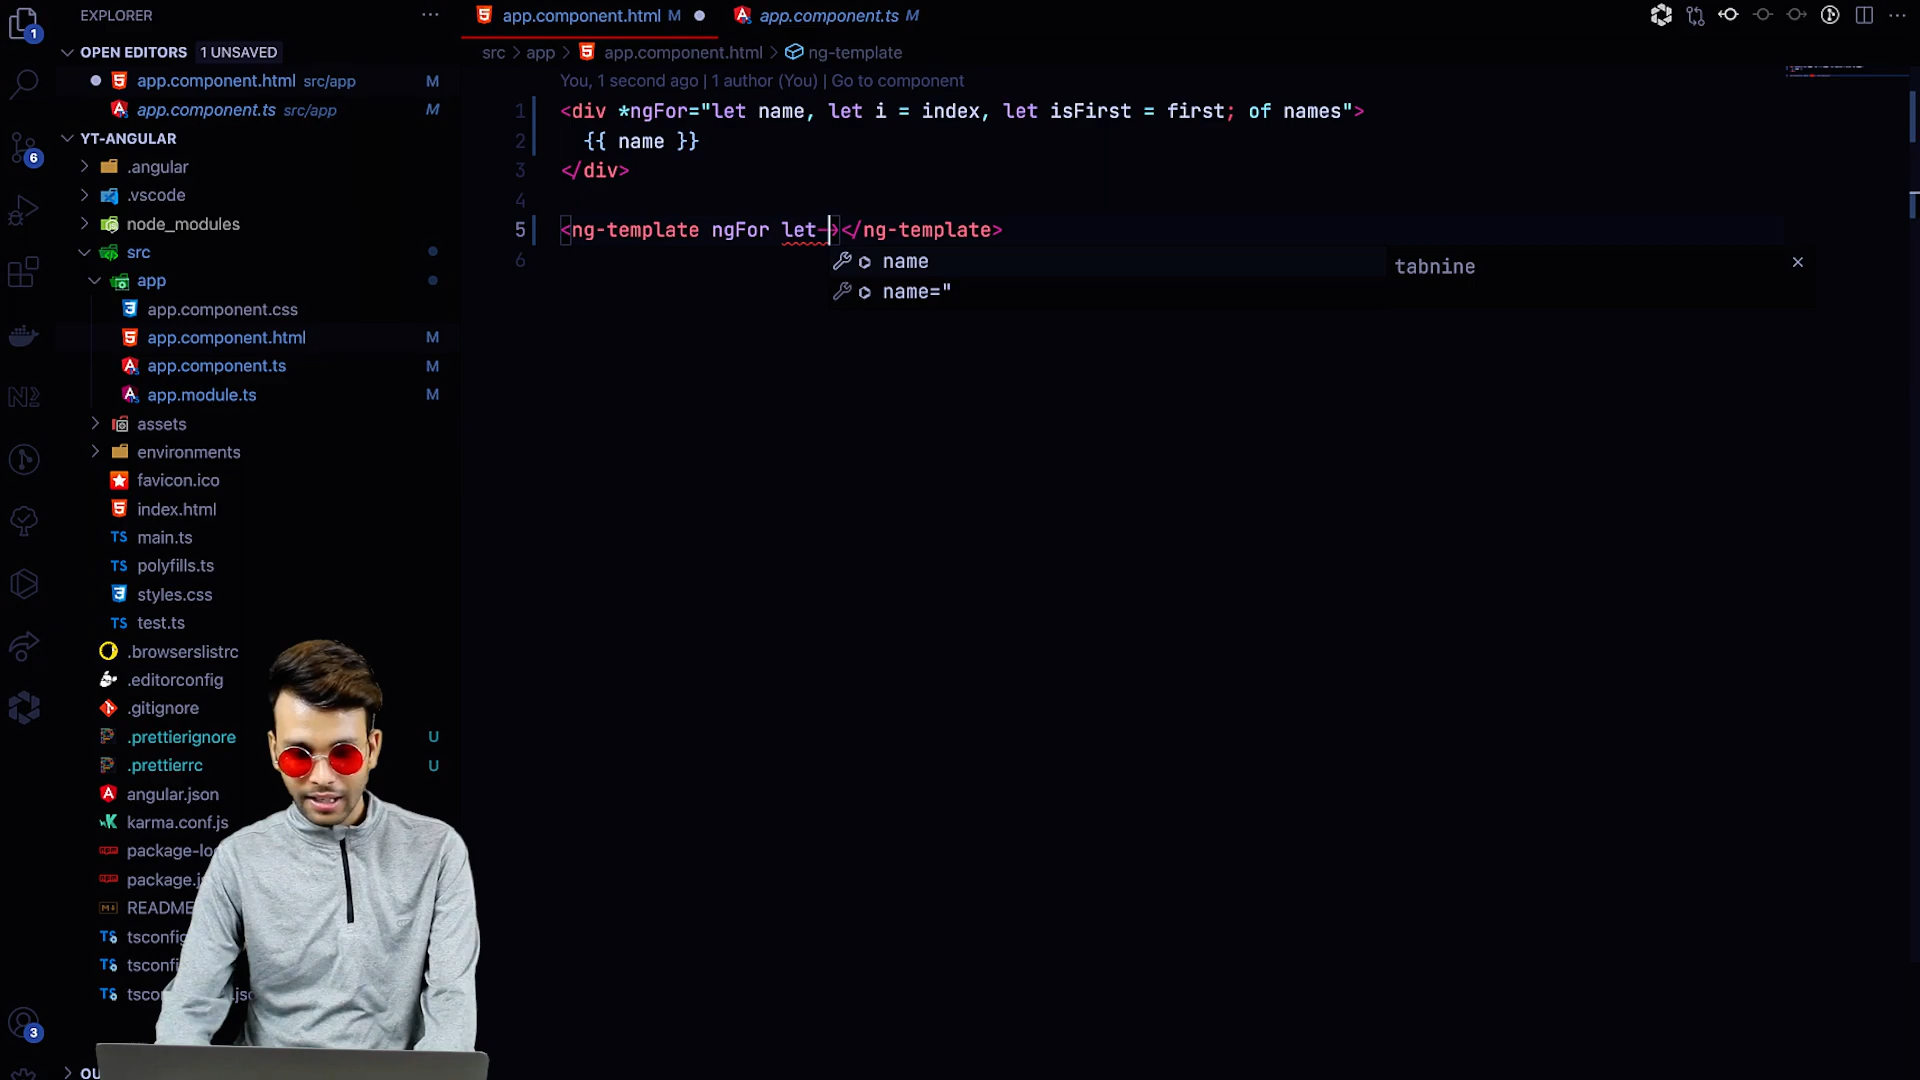 EXPLORER
OPEN EDITORS 1 UNSAVED
app.component.html src/app M
app.component.ts src/app M
YT-ANGULAR
.angular
.vscode
node_modules
src
app
app.component.css
app.component.html M
app.component.ts M
app.module.ts M
assets
environments
favicon.ico
index.html
main.ts
polyfills.ts
styles.css
test.ts
.browserslistrc
.editorconfig
.gitignore
.prettierignore U
.prettierrc U
angular.json
karma.conf.js
package-lo
package.j
README
tsconfig
tsconfi
tscon .jsc
OU
1
6
3
app.component.html M
app.component.ts M
src > app > app.component.html > ng-template
You, 1 second ago | 1 author (You) | Go to component
1 <div *ngFor="let name, let i = index, let isFirst = first; of names">
2 {{ name }}
3 </div>
4
5 <ng-template ngFor let-></ng-template>
6
name
name="
tabnine